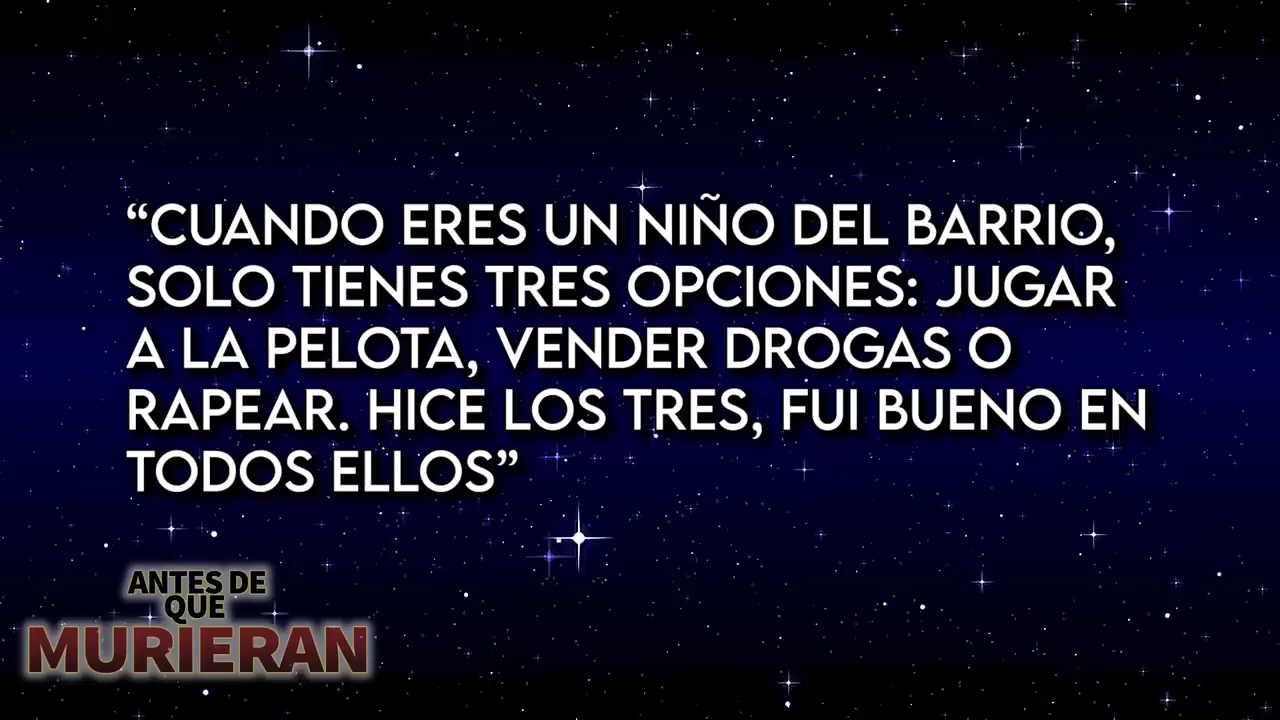 “CUANDO ERES UN NIÑO DEL BARRIO,
SOLO TIENES TRES OPCIONES: JUGAR
A LA PELOTA, VENDER DROGAS O
RAPEAR. HICE LOS TRES, FUI BUENO EN
TODOS ELLOS”
ANTES DE
QUE
MURIERAN